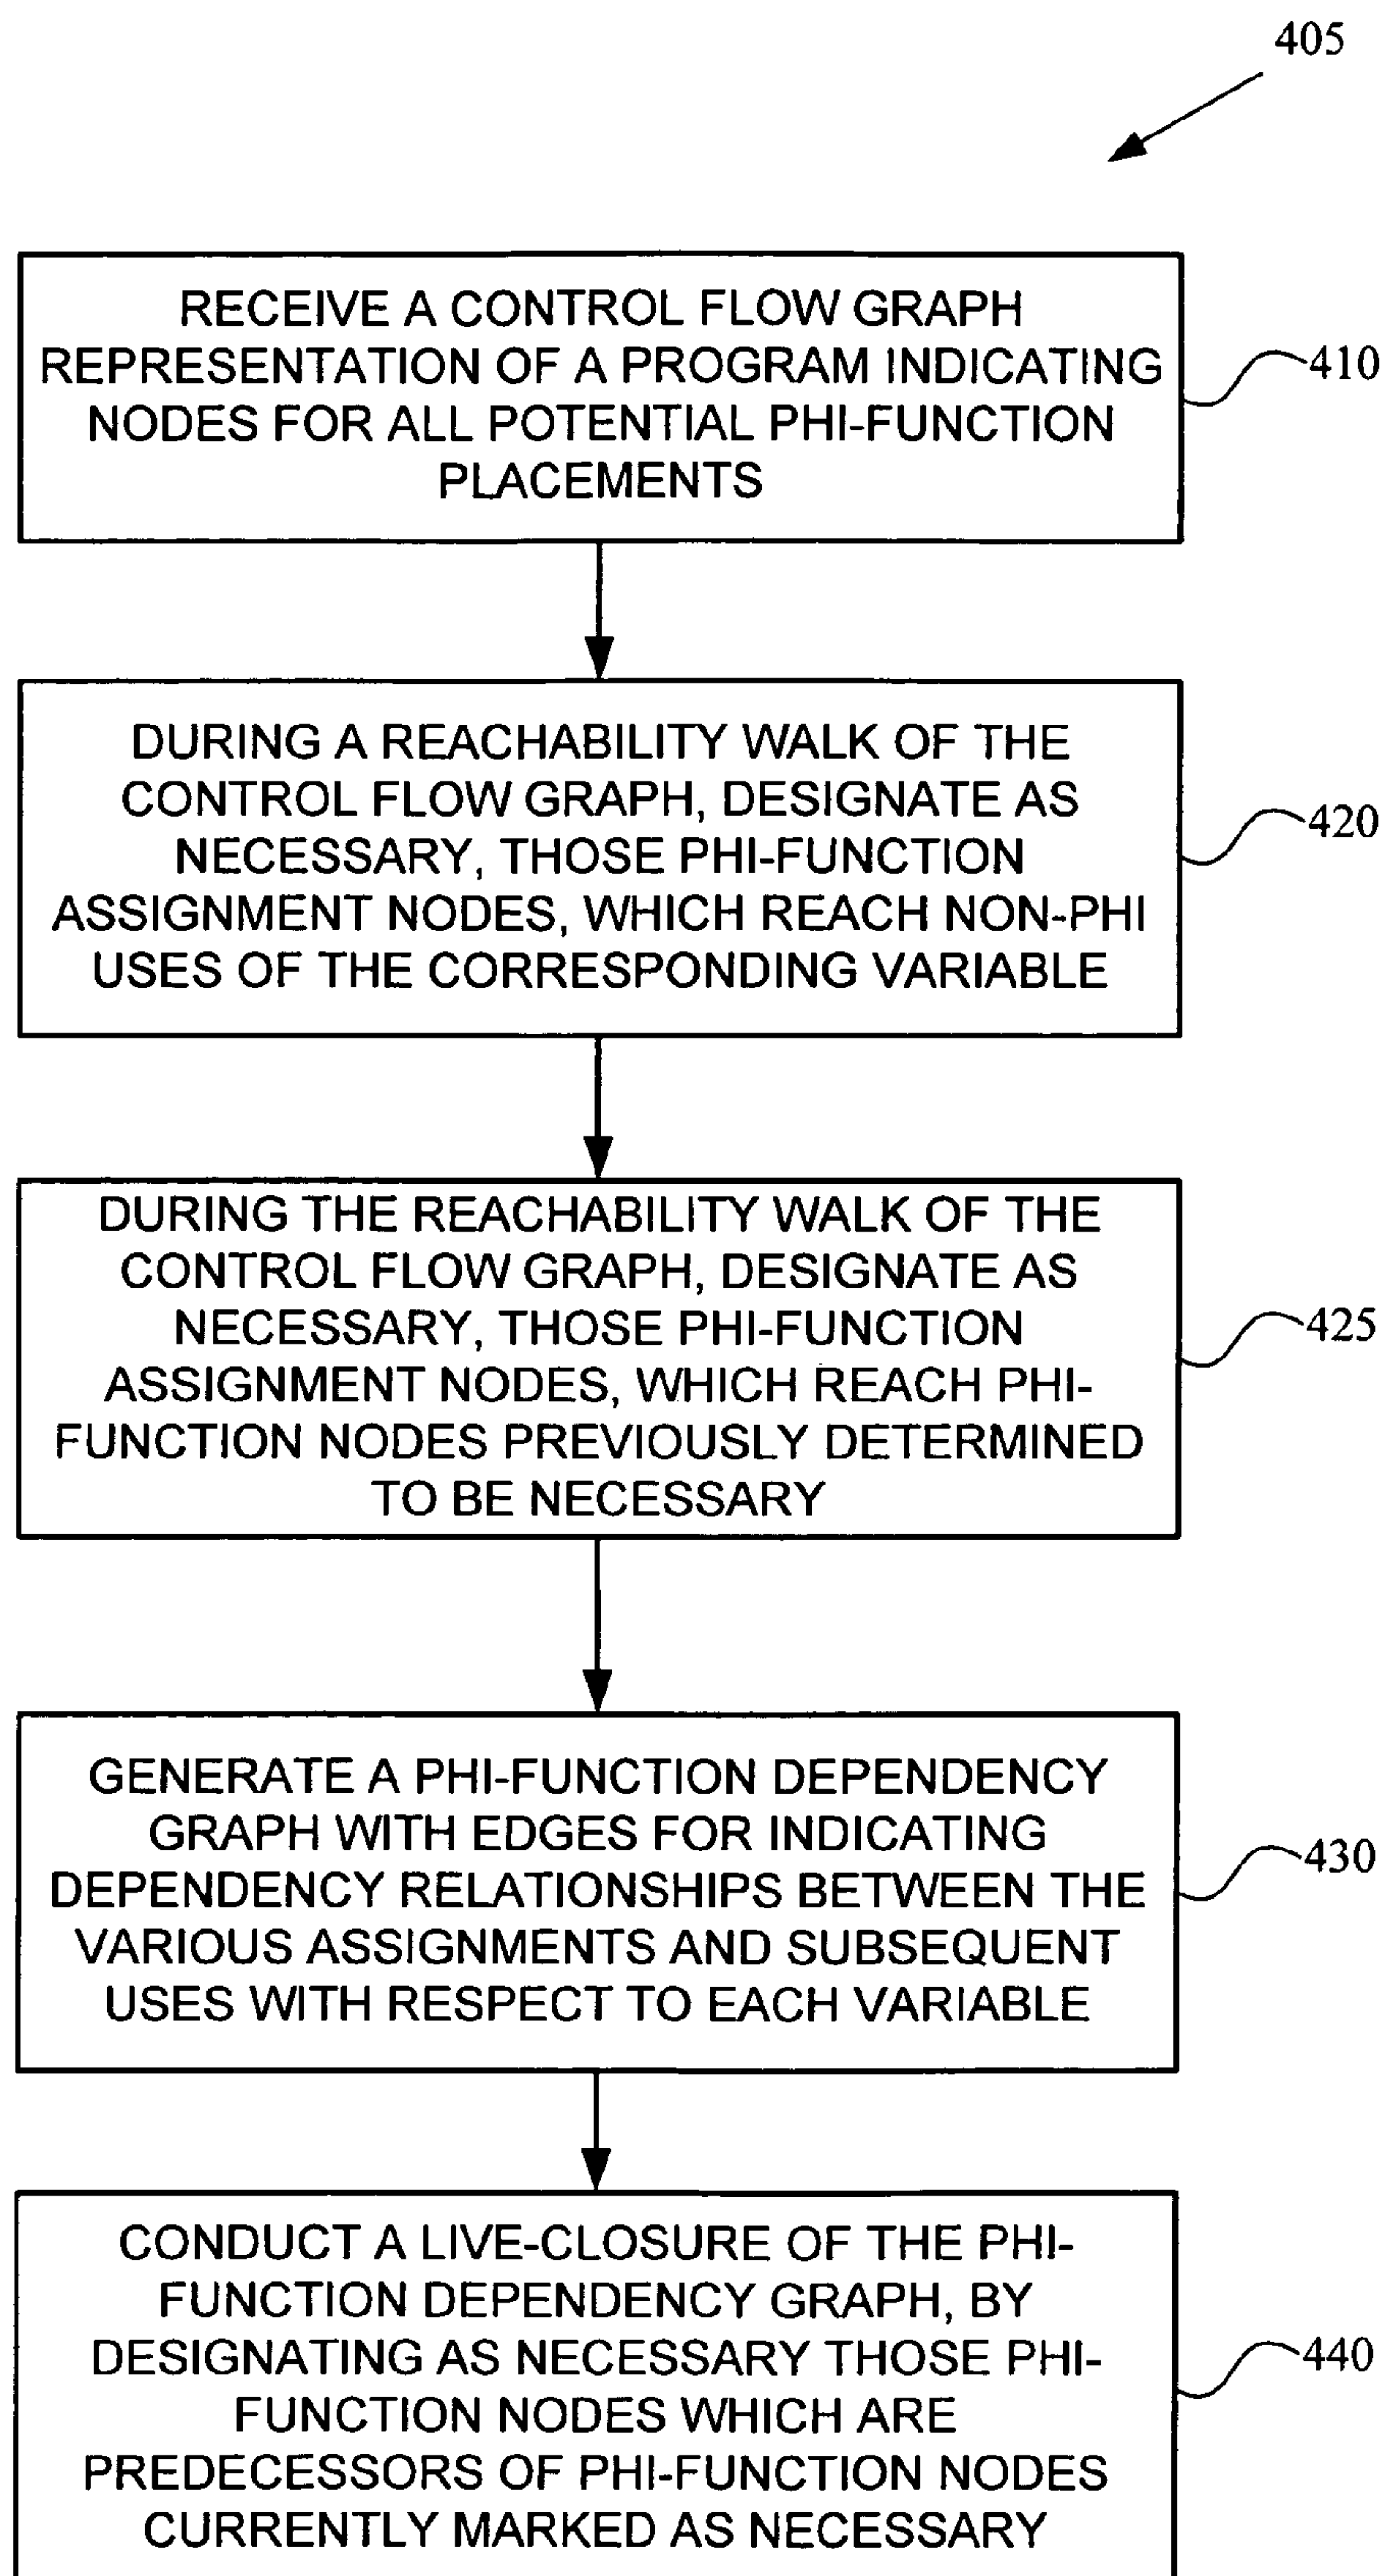 405
RECEIVE A CONTROL FLOW GRAPH
REPRESENTATION OF A PROGRAM INDICATING
NODES FOR ALL POTENTIAL PHI-FUNCTION
PLACEMENTS
410
DURING A REACHABILITY WALK OF THE
CONTROL FLOW GRAPH, DESIGNATE AS
NECESSARY, THOSE PHI-FUNCTION
ASSIGNMENT NODES, WHICH REACH NON-PHI
USES OF THE CORRESPONDING VARIABLE
420
DURING THE REACHABILITY WALK OF THE
CONTROL FLOW GRAPH, DESIGNATE AS
NECESSARY, THOSE PHI-FUNCTION
ASSIGNMENT NODES, WHICH REACH PHI-
FUNCTION NODES PREVIOUSLY DETERMINED
TO BE NECESSARY
425
GENERATE A PHI-FUNCTION DEPENDENCY
GRAPH WITH EDGES FOR INDICATING
DEPENDENCY RELATIONSHIPS BETWEEN THE
VARIOUS ASSIGNMENTS AND SUBSEQUENT
USES WITH RESPECT TO EACH VARIABLE
430
CONDUCT A LIVE-CLOSURE OF THE PHI-
FUNCTION DEPENDENCY GRAPH, BY
DESIGNATING AS NECESSARY THOSE PHI-
FUNCTION NODES WHICH ARE
PREDECESSORS OF PHI-FUNCTION NODES
CURRENTLY MARKED AS NECESSARY
440